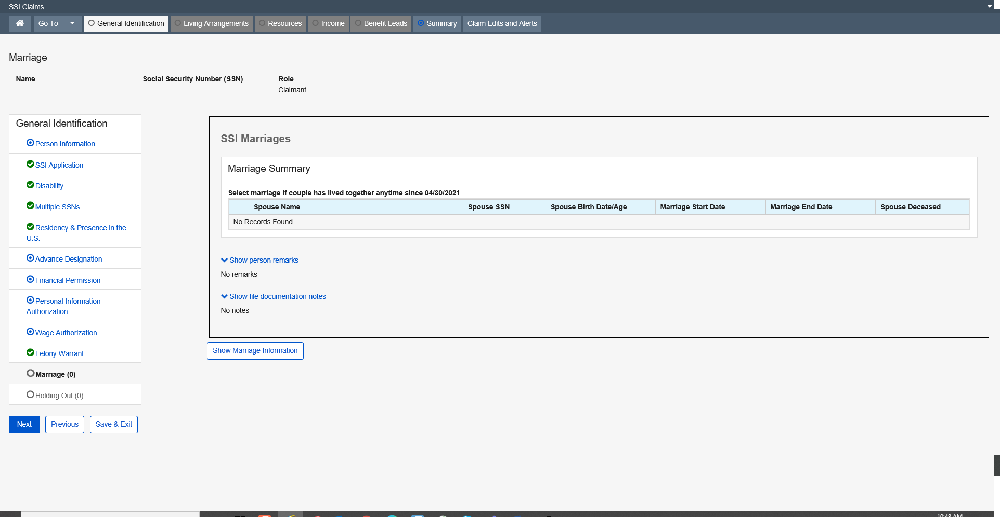 SSI Claims
Go To
General Identification
Living Arrangements
Resources
Income
Benefit Leads
Summary
Claim Edits and Alerts
Marriage
Name
Social Security Number (SSN)
Role
Claimant
General Identification
Person Information
SSI Application
Disability
Multiple SSNs
Residency & Presence in the
U.S.
Advance Designation
Financial Permission
Personal Information
Authorization
Wage Authorization
Felony Warrant
Marriage (0)
Holding Out (0)
Next
Previous
Save & Exit
SSI Marriages
Marriage Summary
Select marriage if couple has lived together anytime since 04/30/2021
Spouse Name
Spouse SSN
Spouse Birth Date/Age
Marriage Start Date
Marriage End Date
Spouse Deceased
No Records Found
Show person remarks
No remarks
Show file documentation notes
No notes
Show Marriage Information
10:48 AM